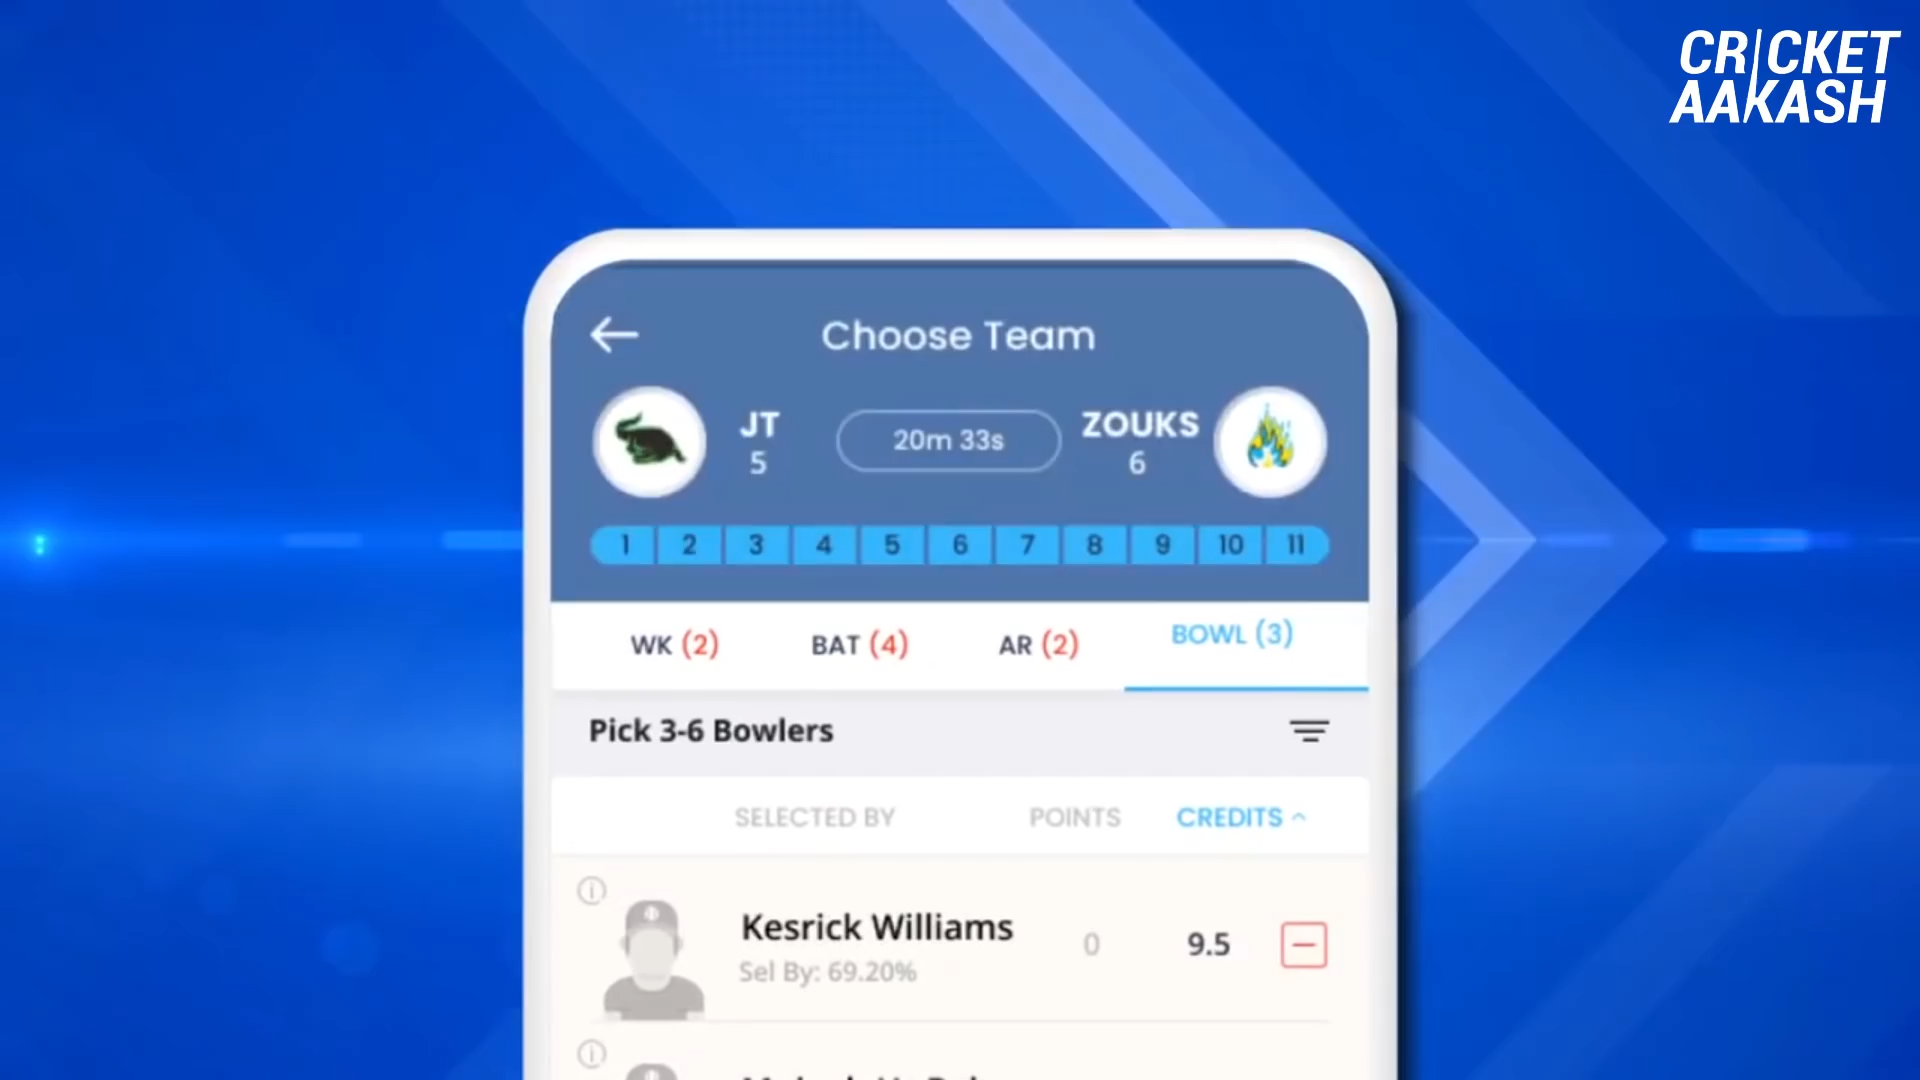 CRICKET
AAKASH
Choose Team
JT
5
20m 33s
ZOUKS
6
1 2 3 4 5 6 7 8 9 10 11
WK (2) BAT (4) AR (2) BOWL (3)
Pick 3-6 Bowlers
SELECTED BY POINTS CREDITS
Kesrick Williams
Sel By: 69.20%
0
9.5